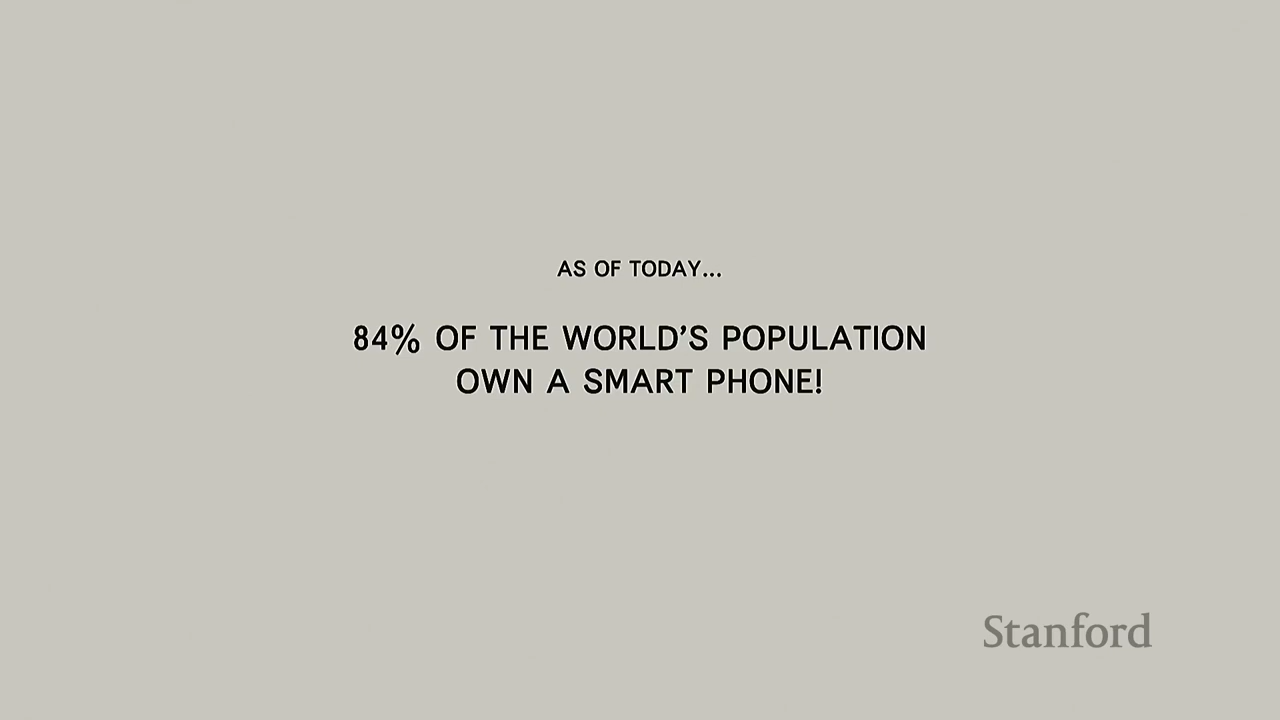 AS OF TODAY...
84% OF THE WORLD’S POPULATION
OWN A SMART PHONE!
Stanford